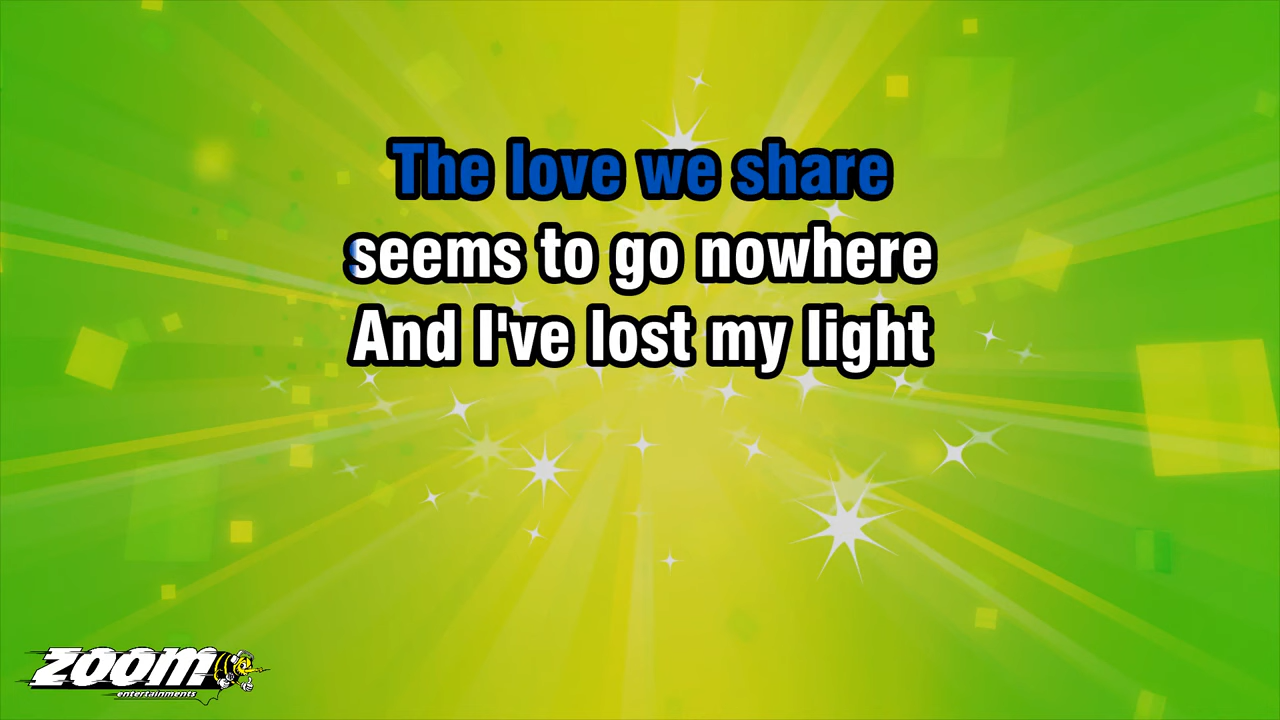 The love we share
seems to go nowhere
And I've lost my light
zoom
entertainments